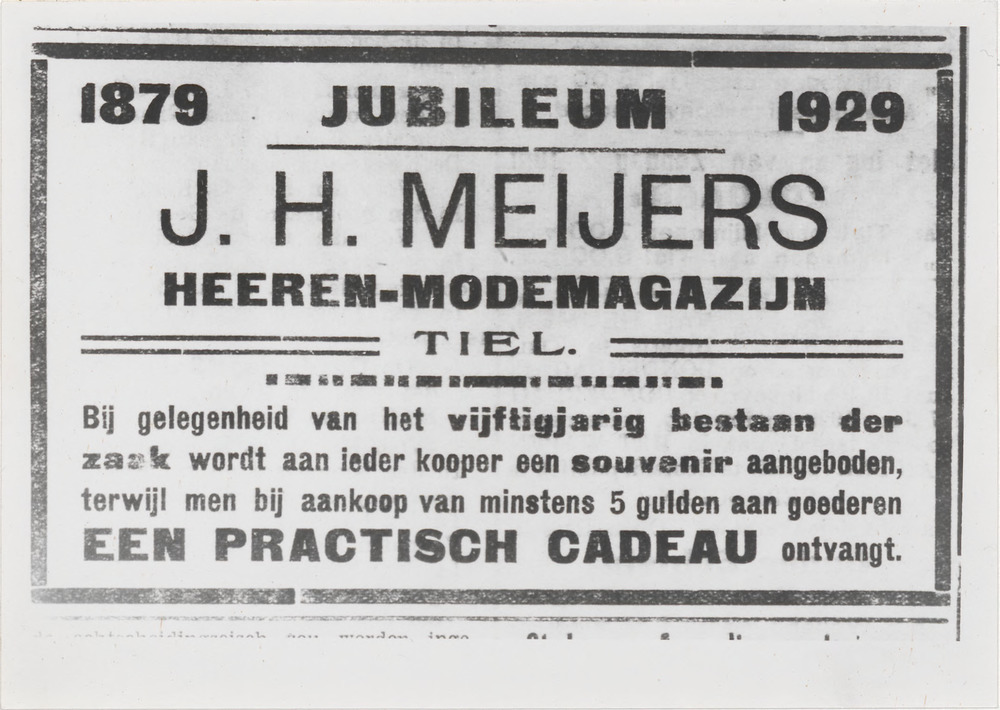 1879 JUBILEUM 1929
J. H. MEIJERS
HEEREN-MODEMAGAZIJN
TIEL.
Bij gelegenheid van het vijftigjarig bestaan der
zaak wordt aan ieder kooper een souvenir aangeboden,
terwijl men bij aankoop van minstens 5 gulden aan goederen
EEN PRACTISCH CADEAU ontvangt.